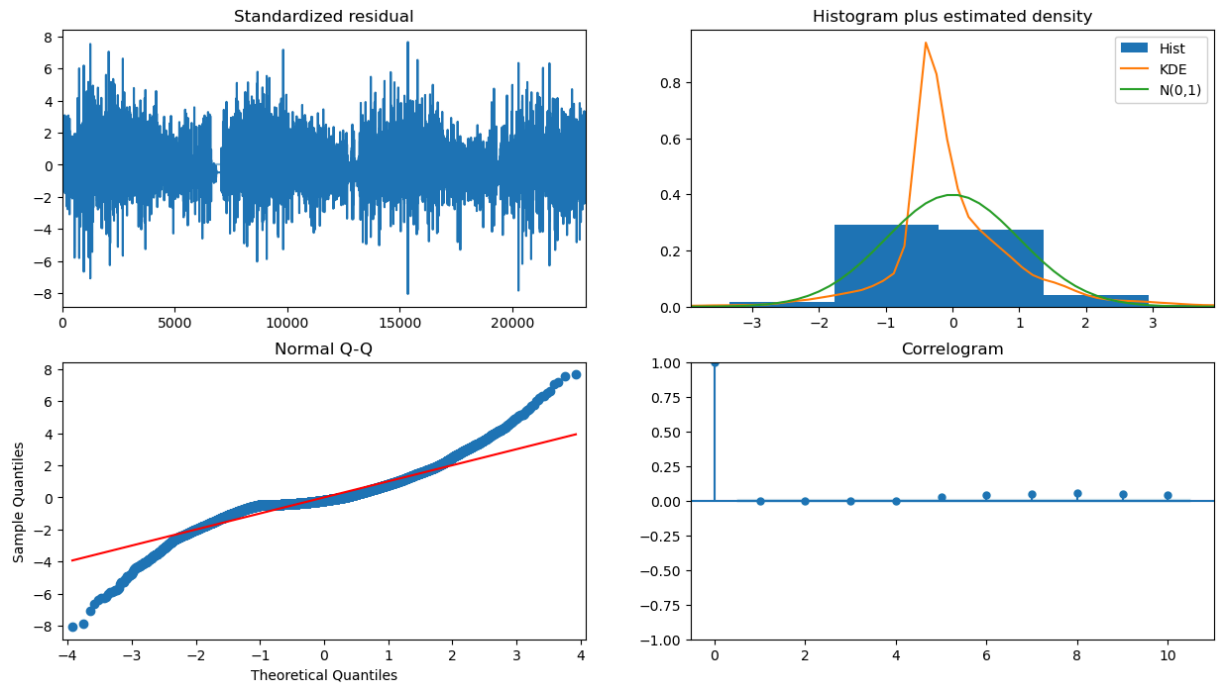 Standardized residual
8
6
4
2
0
−2
−4
−6
−8
0 5000 10000 15000 20000
Histogram plus estimated density
Hist
KDE
N(0,1)
0.8
0.6
0.4
0.2
0.0
−3 −2 −1 0 1 2 3
Normal Q-Q
Sample Quantiles
8
6
4
2
0
−2
−4
−6
−8
−4 −3 −2 −1 0 1 2 3 4
Theoretical Quantiles
Correlogram
1.00
0.75
0.50
0.25
0.00
−0.25
−0.50
−0.75
−1.00
0 2 4 6 8 10